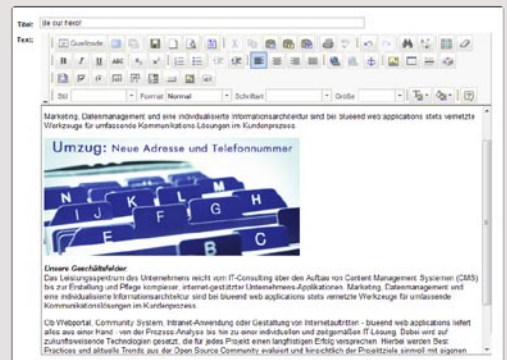 Titel: Be our hero!
Text:
Quellcode
Stil Format Normal Schriftart Größe
Marketing, Datenmanagement und eine individualisierte Informationsarchitektur sind bei blueend web applications stets vernetzte
Werkzeuge für umfassende Kommunikations-Lösungen im Kundenprozess.
Umzug: Neue Adresse und Telefonnummer
N
L
K
M
I J
H
G
F
E
B
C
Unsere Geschäftsfelder
Das Leistungsspektrum des Unternehmens reicht vom IT-Consulting über den Aufbau von Content Management Systemen (CMS)
bis zur Erstellung und Pflege komplexer, internet-gestützter Unternehmens-Applikationen. Marketing, Datenmanagement und
eine individualisierte Informationsarchitektur sind bei blueend web applications stets vernetzte Werkzeuge für umfassende
Kommunikationslösungen im Kundenprozess.
Ob Webportal, Community System, Intranet-Anwendung oder Gestaltung von Internetauftritten - blueend web applications liefert
alles aus einer Hand - von der Prozess-Analyse bis hin zu einer individuellen und zeitgemäßen IT-Lösung. Dabei wird auf
zukunftsweisende Technologien gesetzt, die für jedes Projekt einen langfristigen Erfolg versprechen. Hierbei werden Best
Practices und aktuelle Trends aus der Open Source Community evaluiert und hinsichtlich der Projektziele sinnvoll mit eigenen